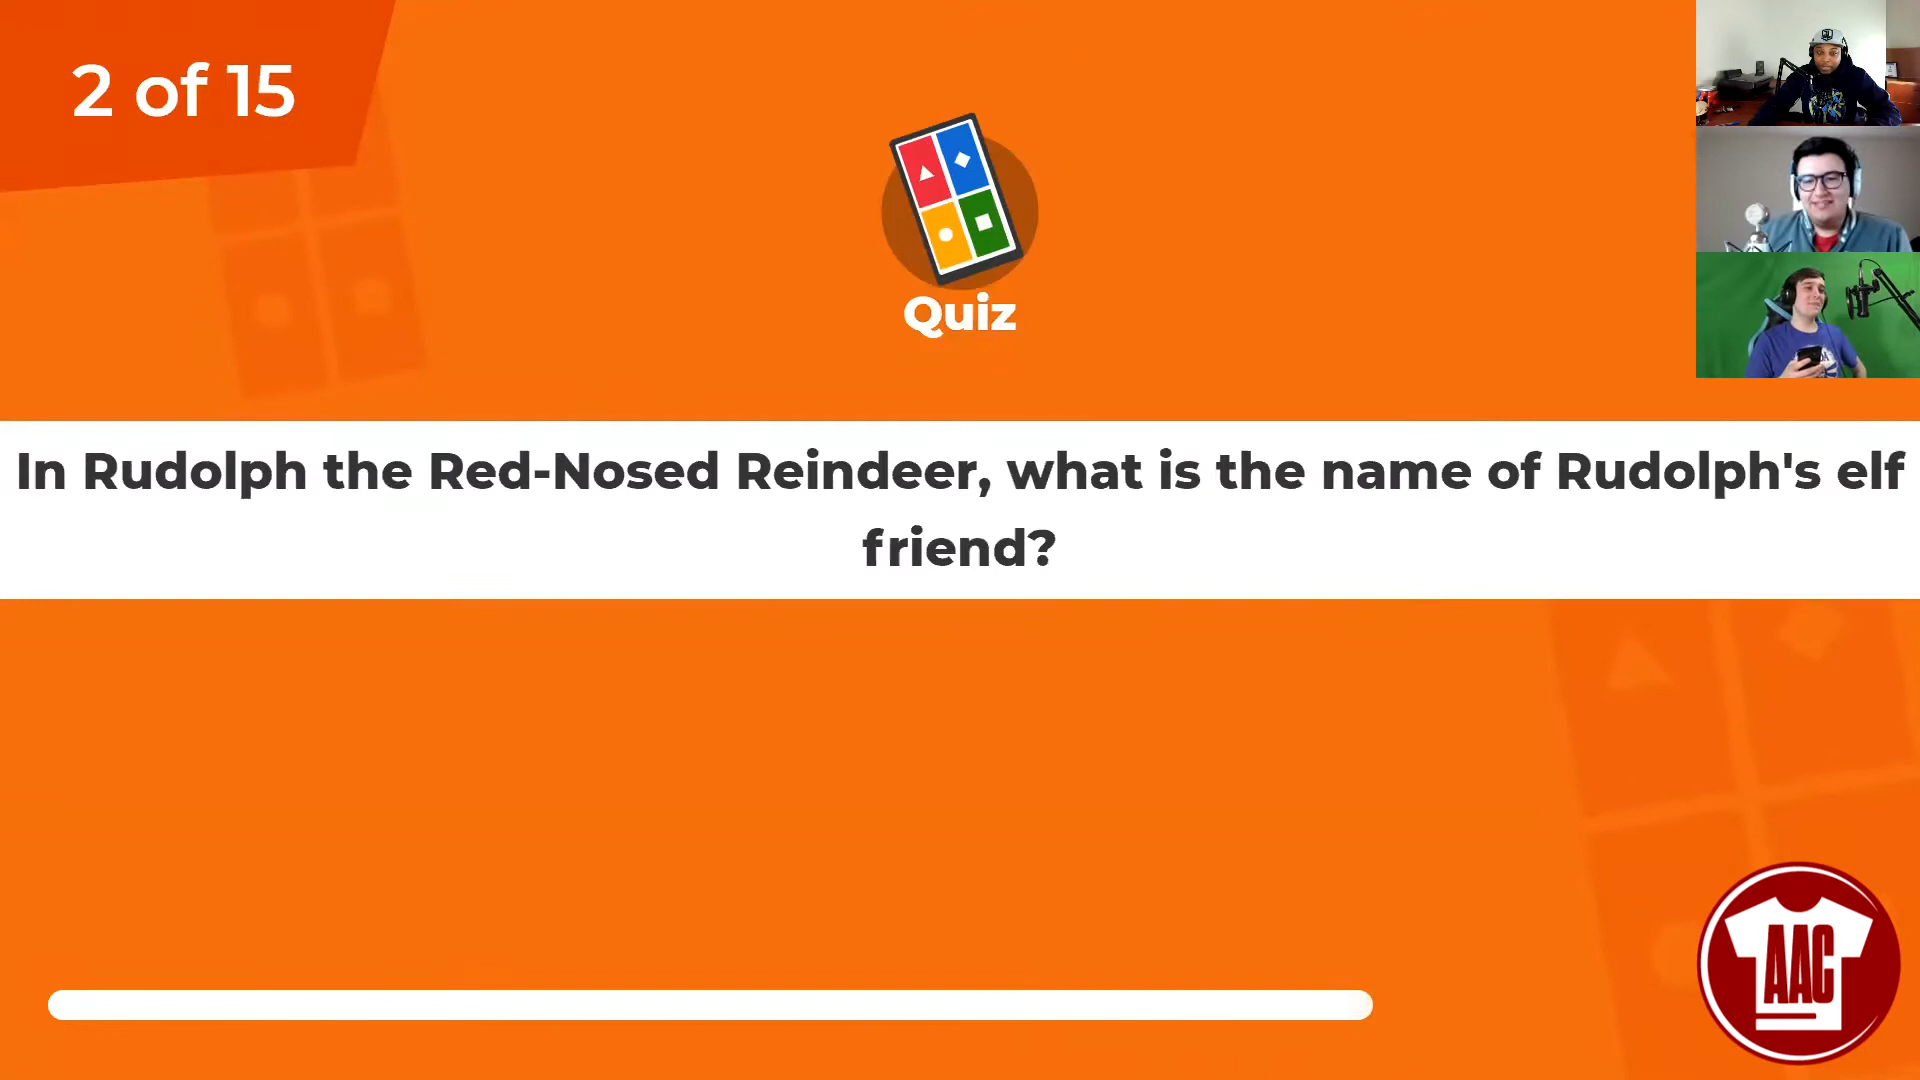 2 of 15
Quiz
In Rudolph the Red-Nosed Reindeer, what is the name of Rudolph's elf
friend?
AAC